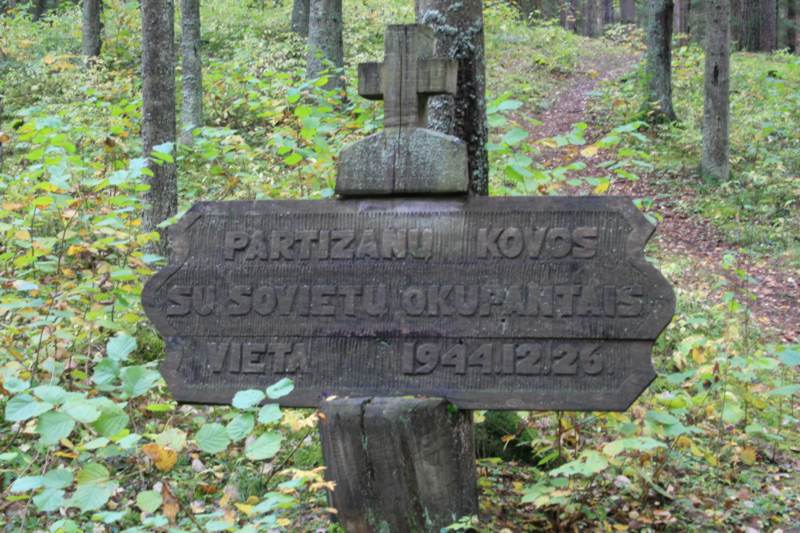 PARTIZANŲ KOVOS
SU SOVIETŲ OKUPANTAIS
VIETA 1944.12.26.